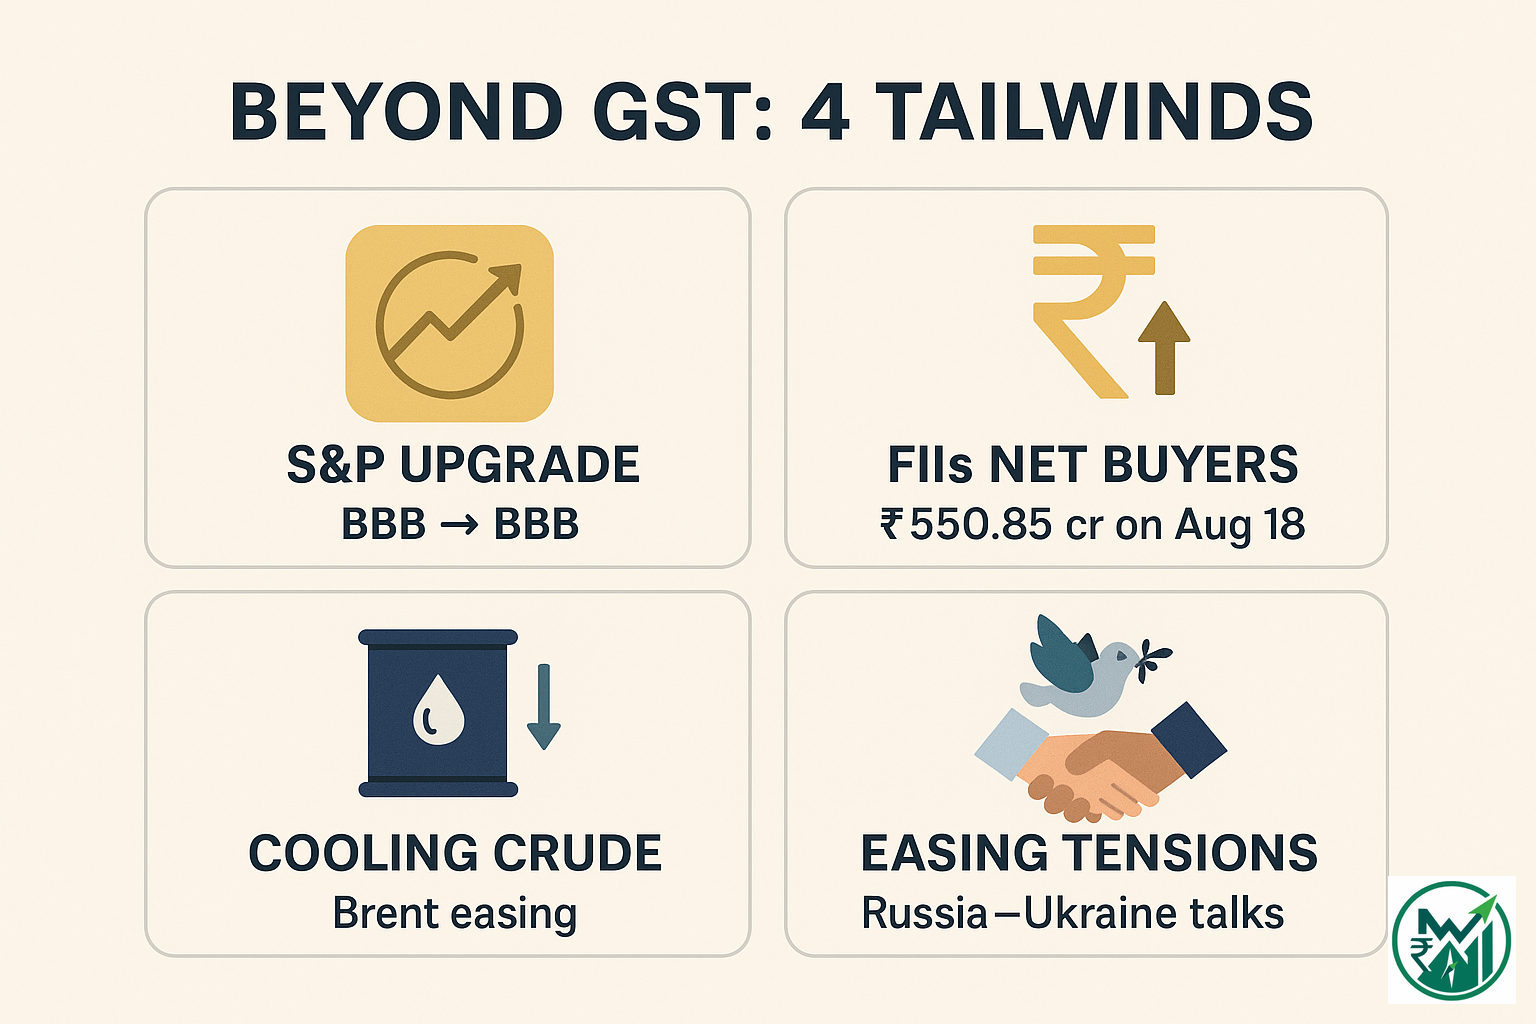 BEYOND GST: 4 TAILWINDS
S&P UPGRADE
BBB → BBB
FIIs NET BUYERS
₹550.85 cr on Aug 18
COOLING CRUDE
Brent easing
EASING TENSIONS
Russia–Ukraine talks